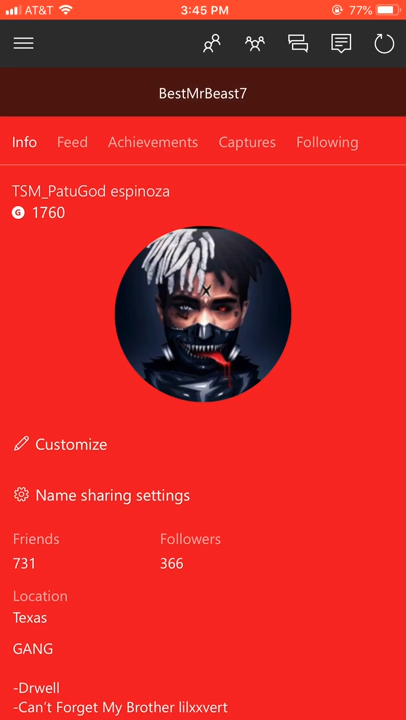 AT&T 3:45 PM 77%
BestMrBeast7
Info Feed Achievements Captures Following
TSM_PatuGod espinoza
G 1760
Customize
Name sharing settings
Friends Followers
731 366
Location
Texas
GANG
-Drwell
-Can't Forget My Brother lilxxvert